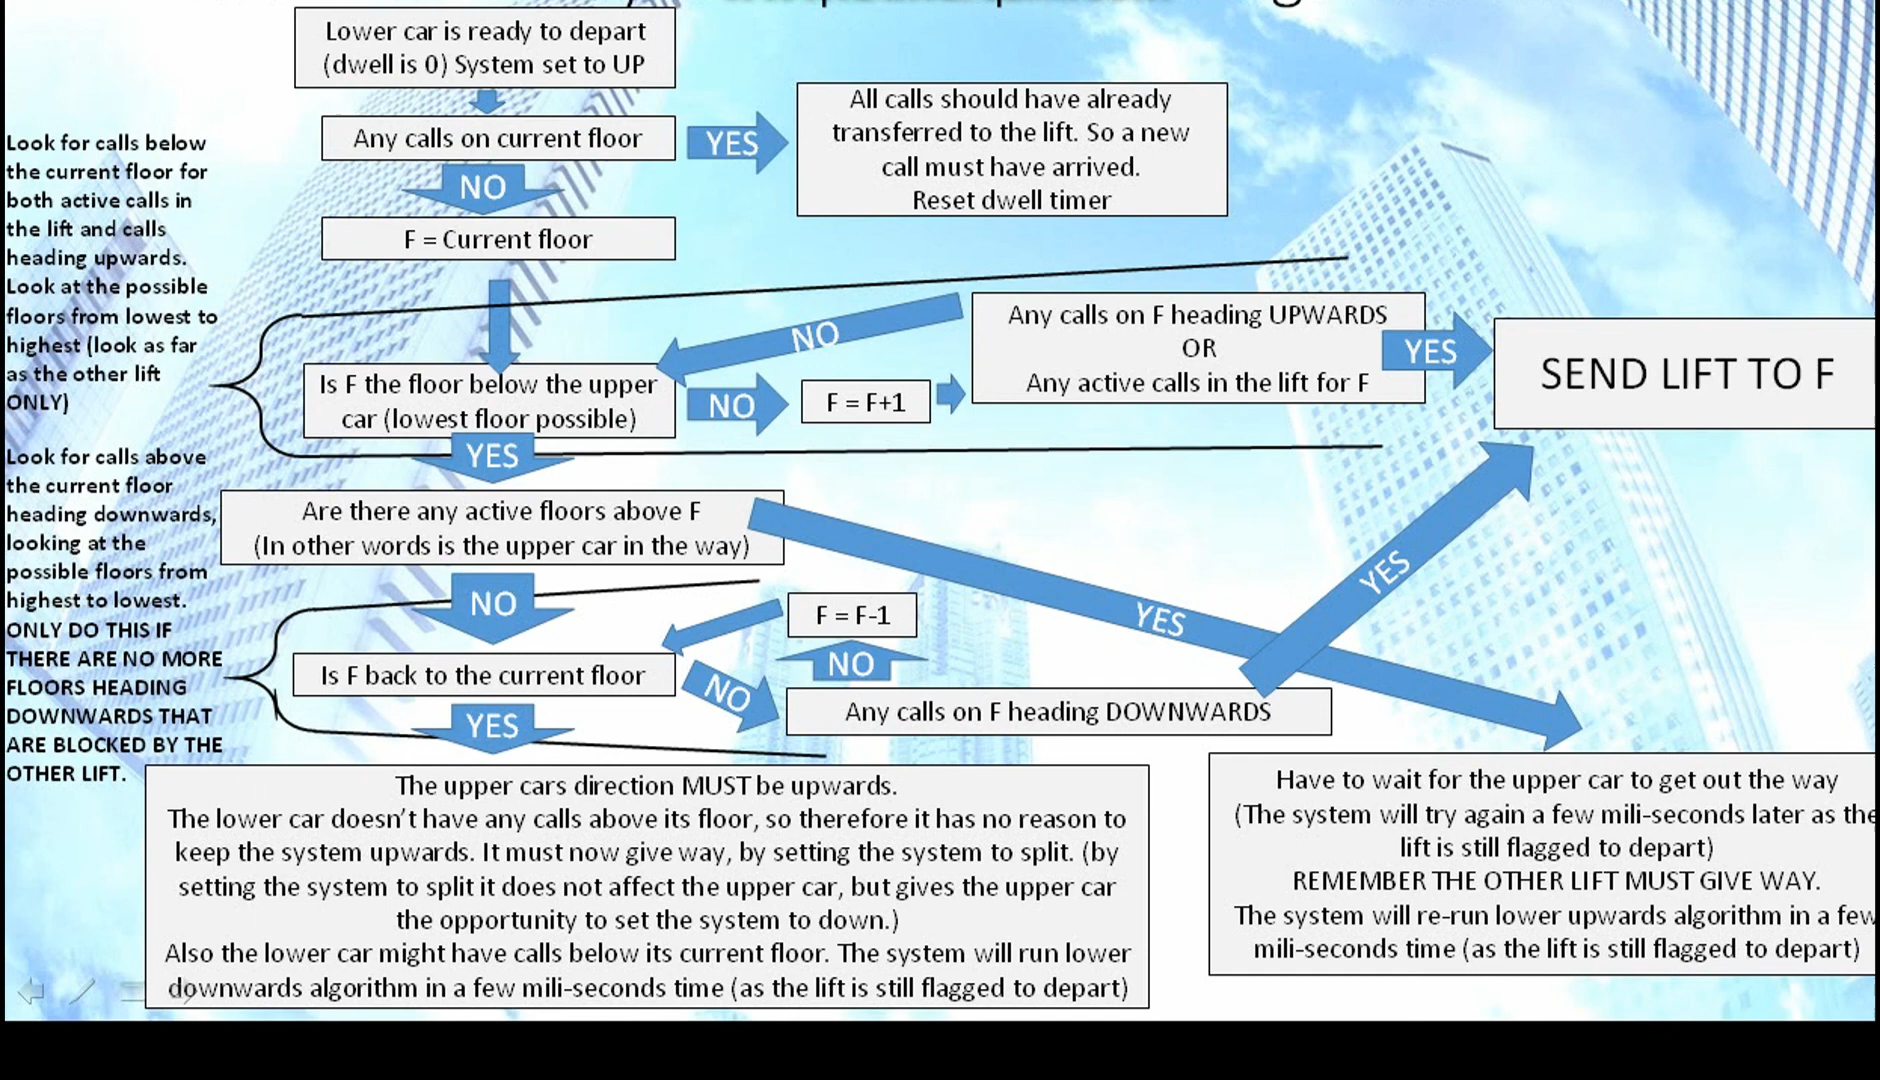 Lower car is ready to depart
(dwell is 0) System set to UP
Any calls on current floor
YES
All calls should have already
transferred to the lift. So a new
call must have arrived.
Reset dwell timer
NO
F = Current floor
Look for calls below
the current floor for
both active calls in
the lift and calls
heading upwards.
Look at the possible
floors from lowest to
highest (look as far
as the other lift
ONLY)
Is F the floor below the upper
car (lowest floor possible)
NO
NO
F = F+1
Any calls on F heading UPWARDS
OR
Any active calls in the lift for F
YES
SEND LIFT TO F
YES
Look for calls above
the current floor
heading downwards,
looking at the
possible floors from
highest to lowest.
ONLY DO THIS IF
THERE ARE NO MORE
FLOORS HEADING
DOWNWARDS THAT
ARE BLOCKED BY THE
OTHER LIFT.
Are there any active floors above F
(In other words is the upper car in the way)
YES
YES
NO
F = F-1
NO
Is F back to the current floor
NO
Any calls on F heading DOWNWARDS
YES
The upper cars direction MUST be upwards.
The lower car doesn't have any calls above its floor, so therefore it has no reason to
keep the system upwards. It must now give way, by setting the system to split. (by
setting the system to split it does not affect the upper car, but gives the upper car
the opportunity to set the system to down.)
Also the lower car might have calls below its current floor. The system will run lower
downwards algorithm in a few mili-seconds time (as the lift is still flagged to depart)
Have to wait for the upper car to get out the way
(The system will try again a few mili-seconds later as the
lift is still flagged to depart)
REMEMBER THE OTHER LIFT MUST GIVE WAY.
The system will re-run lower upwards algorithm in a few
mili-seconds time (as the lift is still flagged to depart)